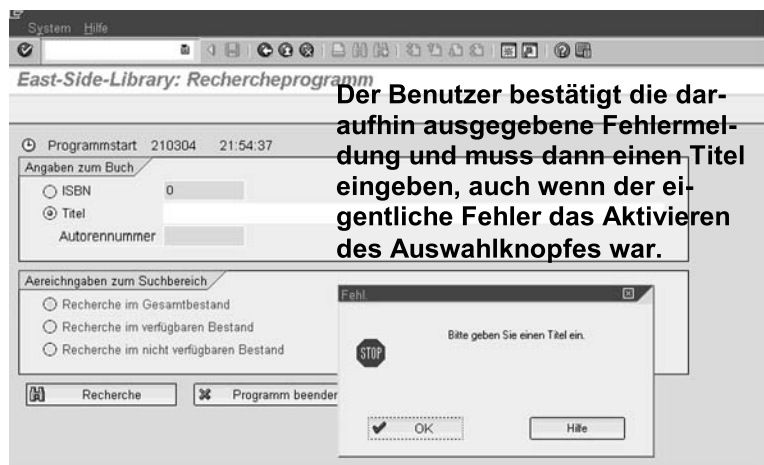 System Hilfe
East-Side-Library: Rechercheprogramm
Der Benutzer bestätigt die dar-
aufhin ausgegebene Fehlermel-
dung und muss dann einen Titel
eingeben, auch wenn der ei-
gentliche Fehler das Aktivieren
des Auswahlknopfes war.
Programmstart 210304 21:54:37
Angaben zum Buch
ISBN 0
Titel
Autorennummer
Aereichngaben zum Suchbereich
Recherche im Gesamtbestand
Recherche im verfügbaren Bestand
Recherche im nicht verfügbaren Bestand
Recherche Programm beender
Fehl.
Bitte geben Sie einen Titel ein.
STOP
OK Hilfe